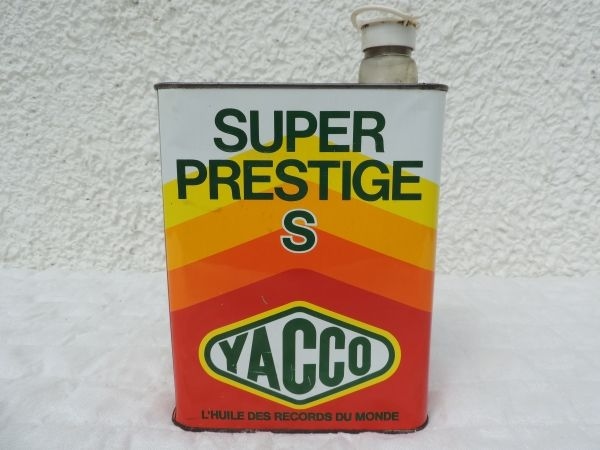 SUPER
PRESTIGE
S
YACCO
L'HUILE DES RECORDS DU MONDE